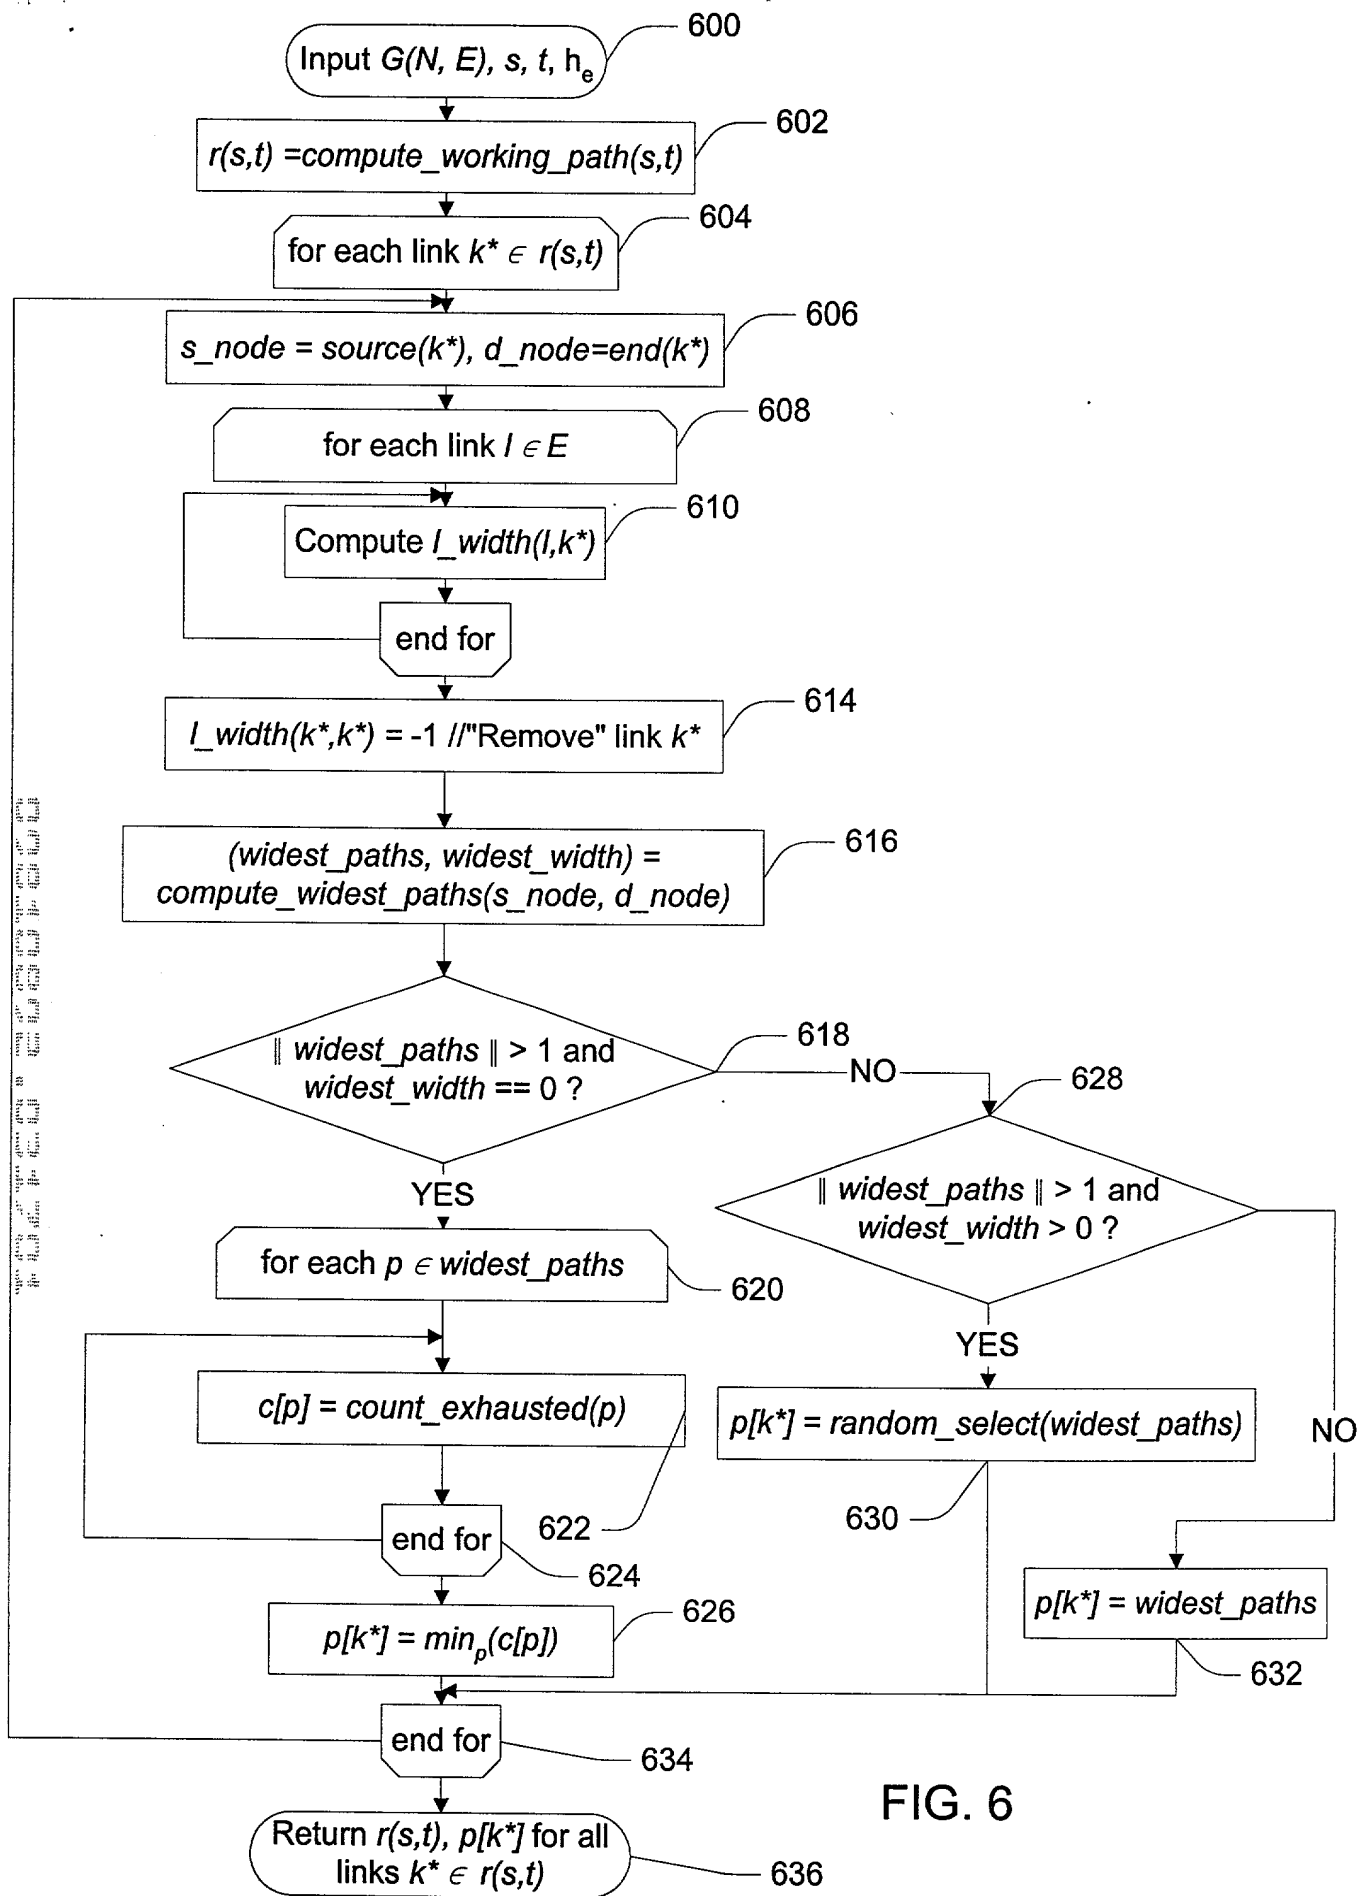 600
Input G(N, E), s, t, h_e
602
r(s,t) =compute_working_path(s,t)
604
for each link k* ∈ r(s,t)
606
s_node = source(k*), d_node=end(k*)
608
for each link l ∈ E
610
Compute l_width(l,k*)
end for
614
l_width(k*,k*) = -1 //"Remove" link k*
616
(widest_paths, widest_width) =
compute_widest_paths(s_node, d_node)
618
‖ widest_paths ‖ > 1 and
widest_width == 0 ?
NO
628
YES
‖ widest_paths ‖ > 1 and
widest_width > 0 ?
for each p ∈ widest_paths
620
YES
c[p] = count_exhausted(p)
p[k*] = random_select(widest_paths)
NO
622
630
end for
624
626
p[k*] = min_p(c[p])
p[k*] = widest_paths
632
end for
634
FIG. 6
Return r(s,t), p[k*] for all
links k* ∈ r(s,t)
636